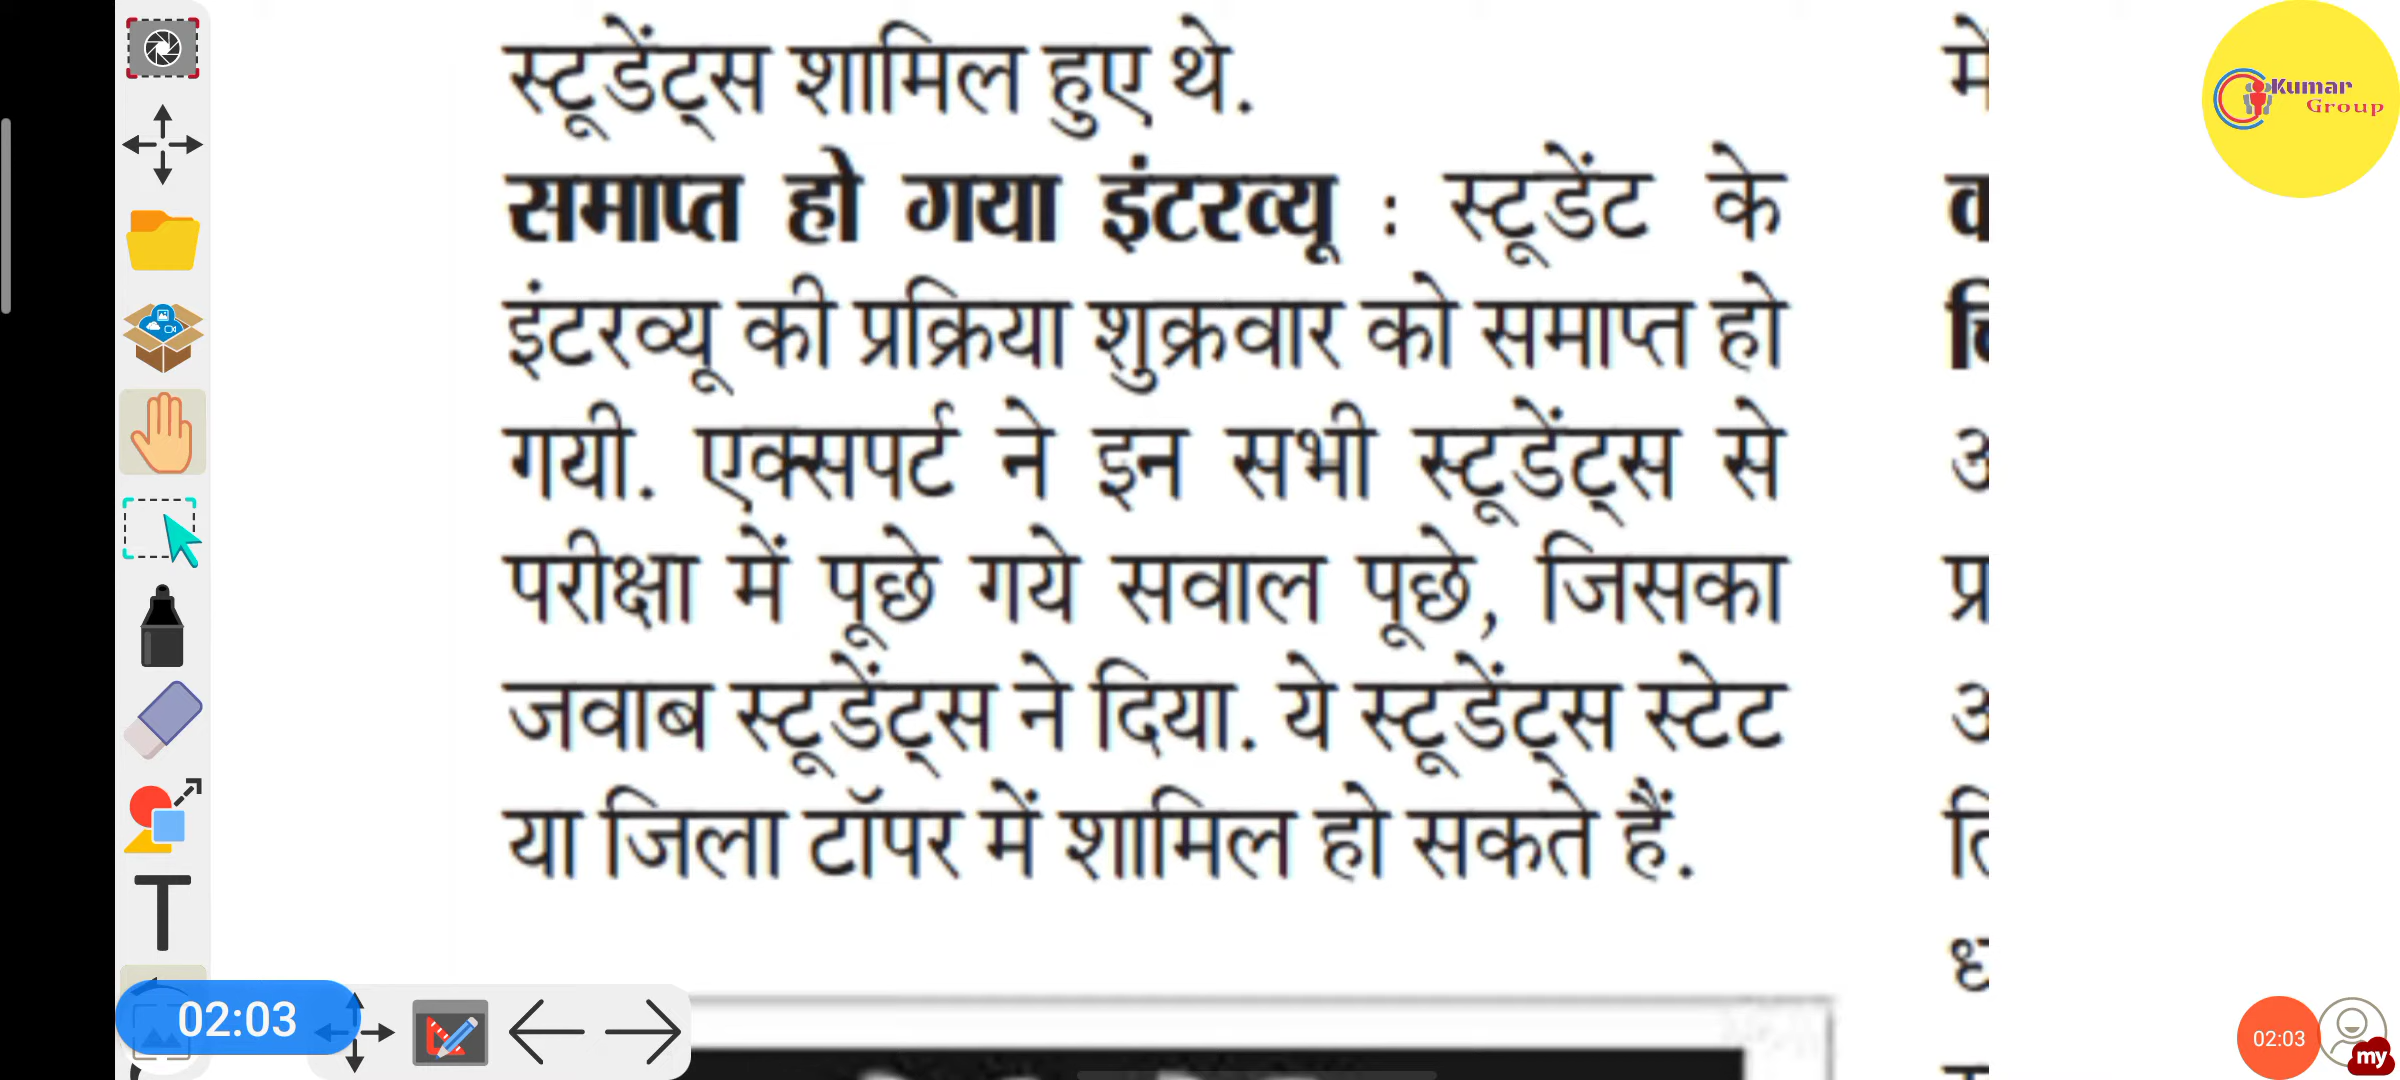 स्टूडेंट्स शामिल हुए थे.
समाप्त हो गया इंटरव्यू : स्टूडेंट के
इंटरव्यू की प्रक्रिया शुक्रवार को समाप्त हो
गयी. एक्सपर्ट ने इन सभी स्टूडेंट्स से
परीक्षा में पूछे गये सवाल पूछे, जिसका
जवाब स्टूडेंट्स ने दिया. ये स्टूडेंट्स स्टेट
या जिला टॉपर में शामिल हो सकते हैं.
Kumar
Group
T
02:03
02:03
my